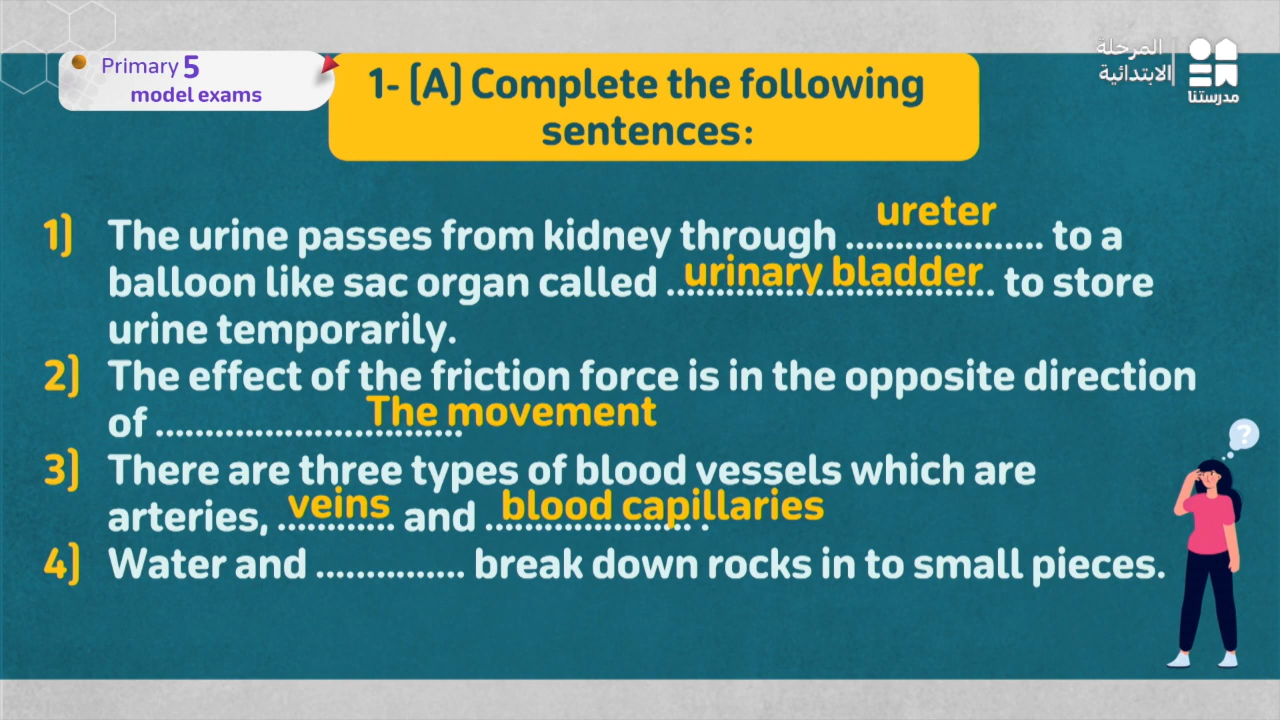 Primary 5
model exams
1- (A) Complete the following
sentences:
المرحلة
الابتدائية
مدرستنا
1) The urine passes from kidney through .................... to a
ureter
balloon like sac organ called ................................. to store
urinary bladder
urine temporarily.
2) The effect of the friction force is in the opposite direction
of ...............................
The movement
3) There are three types of blood vessels which are
arteries, ............ and ..................... .
veins
blood capillaries
4) Water and ............... break down rocks in to small pieces.
?